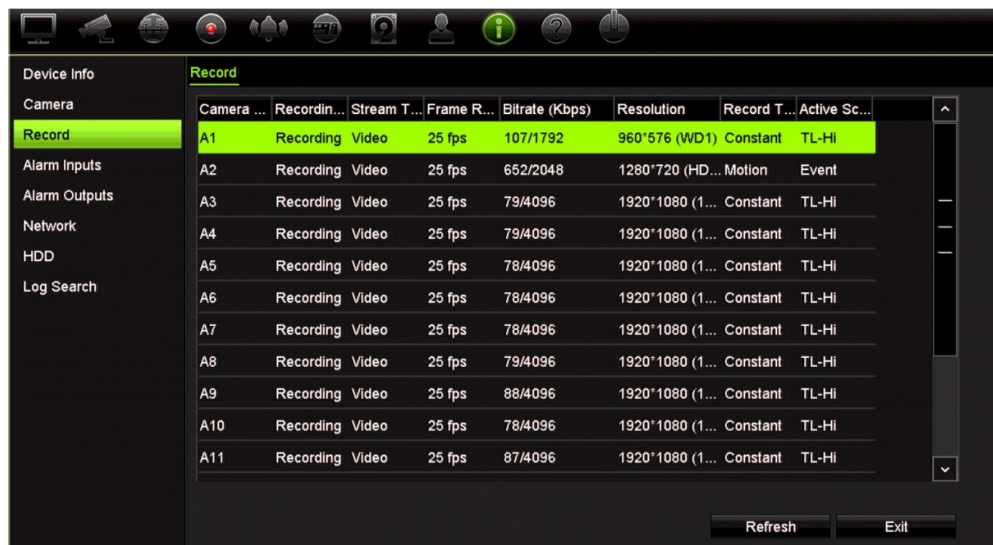 Device Info
Camera
Record
Alarm Inputs
Alarm Outputs
Network
HDD
Log Search
Record
Camera ... Recordin... Stream T... Frame R... Bitrate (Kbps) Resolution Record T... Active Sc...
A1 Recording Video 25 fps 107/1792 960*576 (WD1) Constant TL-Hi
A2 Recording Video 25 fps 652/2048 1280*720 (HD... Motion Event
A3 Recording Video 25 fps 79/4096 1920*1080 (1... Constant TL-Hi
A4 Recording Video 25 fps 79/4096 1920*1080 (1... Constant TL-Hi
A5 Recording Video 25 fps 78/4096 1920*1080 (1... Constant TL-Hi
A6 Recording Video 25 fps 78/4096 1920*1080 (1... Constant TL-Hi
A7 Recording Video 25 fps 78/4096 1920*1080 (1... Constant TL-Hi
A8 Recording Video 25 fps 79/4096 1920*1080 (1... Constant TL-Hi
A9 Recording Video 25 fps 88/4096 1920*1080 (1... Constant TL-Hi
A10 Recording Video 25 fps 78/4096 1920*1080 (1... Constant TL-Hi
A11 Recording Video 25 fps 87/4096 1920*1080 (1... Constant TL-Hi
Refresh Exit